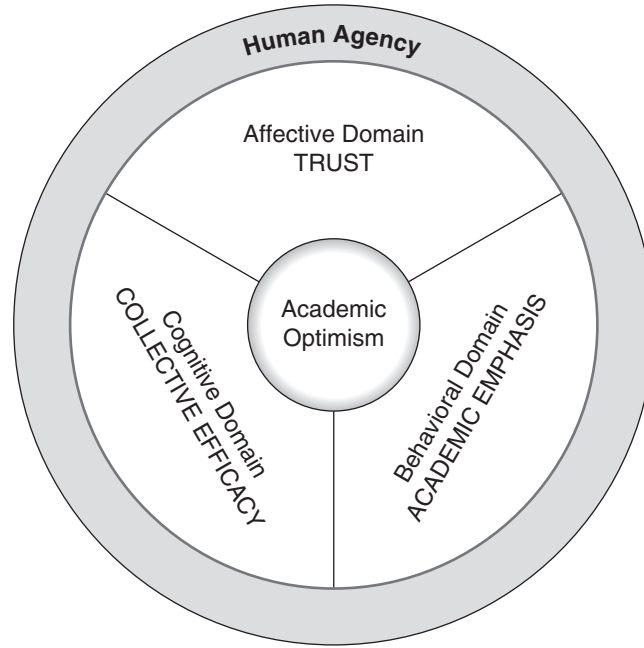 Human Agency
Affective Domain
TRUST
Academic
Optimism
Cognitive Domain
COLLECTIVE EFFICACY
Behavioral Domain
ACADEMIC EMPHASIS